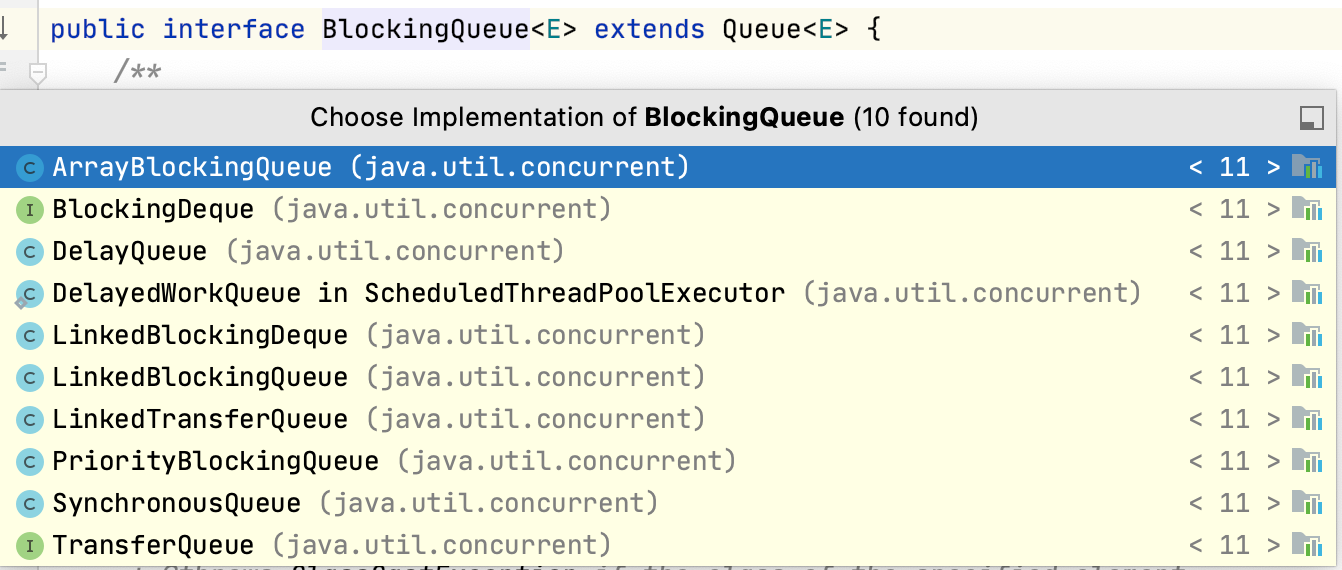 public interface BlockingQueue<E> extends Queue<E> {
/**
Choose Implementation of BlockingQueue (10 found)
C ArrayBlockingQueue (java.util.concurrent) < 11 >
I BlockingDeque (java.util.concurrent) < 11 >
C DelayQueue (java.util.concurrent) < 11 >
C DelayedWorkQueue in ScheduledThreadPoolExecutor (java.util.concurrent) < 11 >
C LinkedBlockingDeque (java.util.concurrent) < 11 >
C LinkedBlockingQueue (java.util.concurrent) < 11 >
C LinkedTransferQueue (java.util.concurrent) < 11 >
C PriorityBlockingQueue (java.util.concurrent) < 11 >
C SynchronousQueue (java.util.concurrent) < 11 >
I TransferQueue (java.util.concurrent) < 11 >